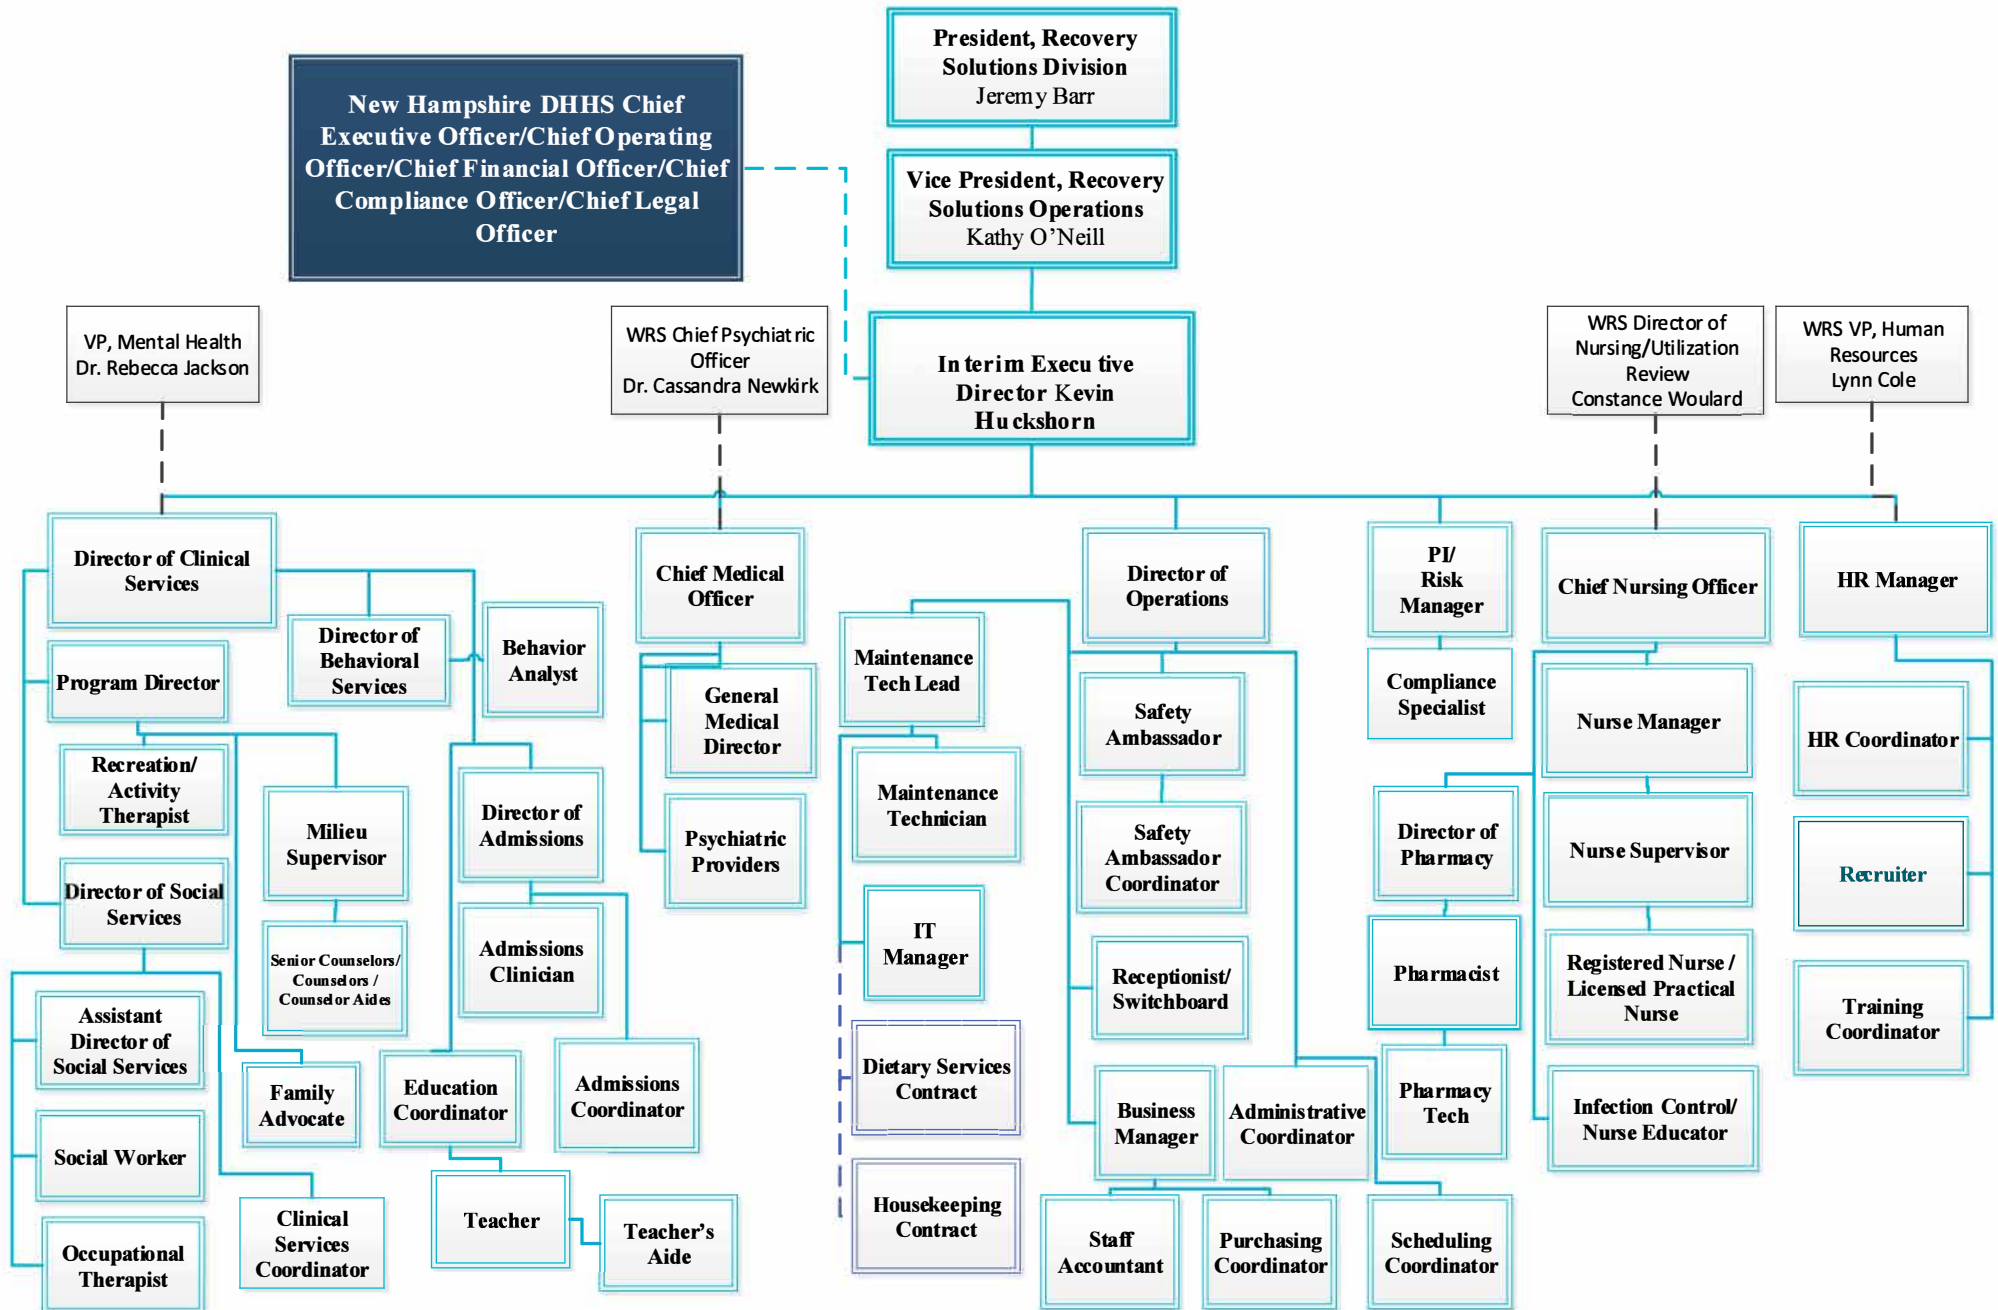 President, Recovery
Solutions Division
Jeremy Barr
New Hampshire DHHS Chief
Executive Officer/Chief Operating
Officer/Chief Financial Officer/Chief
Compliance Officer/Chief Legal
Officer
Vice President, Recovery
Solutions Operations
Kathy O'Neill
VP, Mental Health
Dr. Rebecca Jackson
WRS Chief Psychiatric
Officer
Dr. Cassandra Newkirk
Interim Executive
Director Kevin
Huckshorn
WRS Director of
Nursing/Utilization
Review
Constance Woulard
WRS VP, Human
Resources
Lynn Cole
Director of Clinical
Services
Chief Medical
Officer
Director of
Operations
PI/
Risk
Manager
Chief Nursing Officer
HR Manager
Program Director
Director of
Behavioral
Services
Behavior
Analyst
General
Medical
Director
Maintenance
Tech Lead
Safety
Ambassador
Compliance
Specialist
Nurse Manager
HR Coordinator
Recreation/
Activity
Therapist
Milieu
Supervisor
Director of
Admissions
Psychiatric
Providers
Maintenance
Technician
Safety
Ambassador
Coordinator
Director of
Pharmacy
Nurse Supervisor
Recruiter
Director of Social
Services
Senior Counselors/
Counselors /
Counselor Aides
Admissions
Clinician
IT
Manager
Receptionist/
Switchboard
Pharmacist
Registered Nurse /
Licensed Practical
Nurse
Training
Coordinator
Assistant
Director of
Social Services
Family
Advocate
Education
Coordinator
Admissions
Coordinator
Dietary Services
Contract
Business
Manager
Administrative
Coordinator
Pharmacy
Tech
Infection Control/
Nurse Educator
Social Worker
Clinical
Services
Coordinator
Teacher
Teacher's
Aide
Housekeeping
Contract
Staff
Accountant
Purchasing
Coordinator
Scheduling
Coordinator
Occupational
Therapist